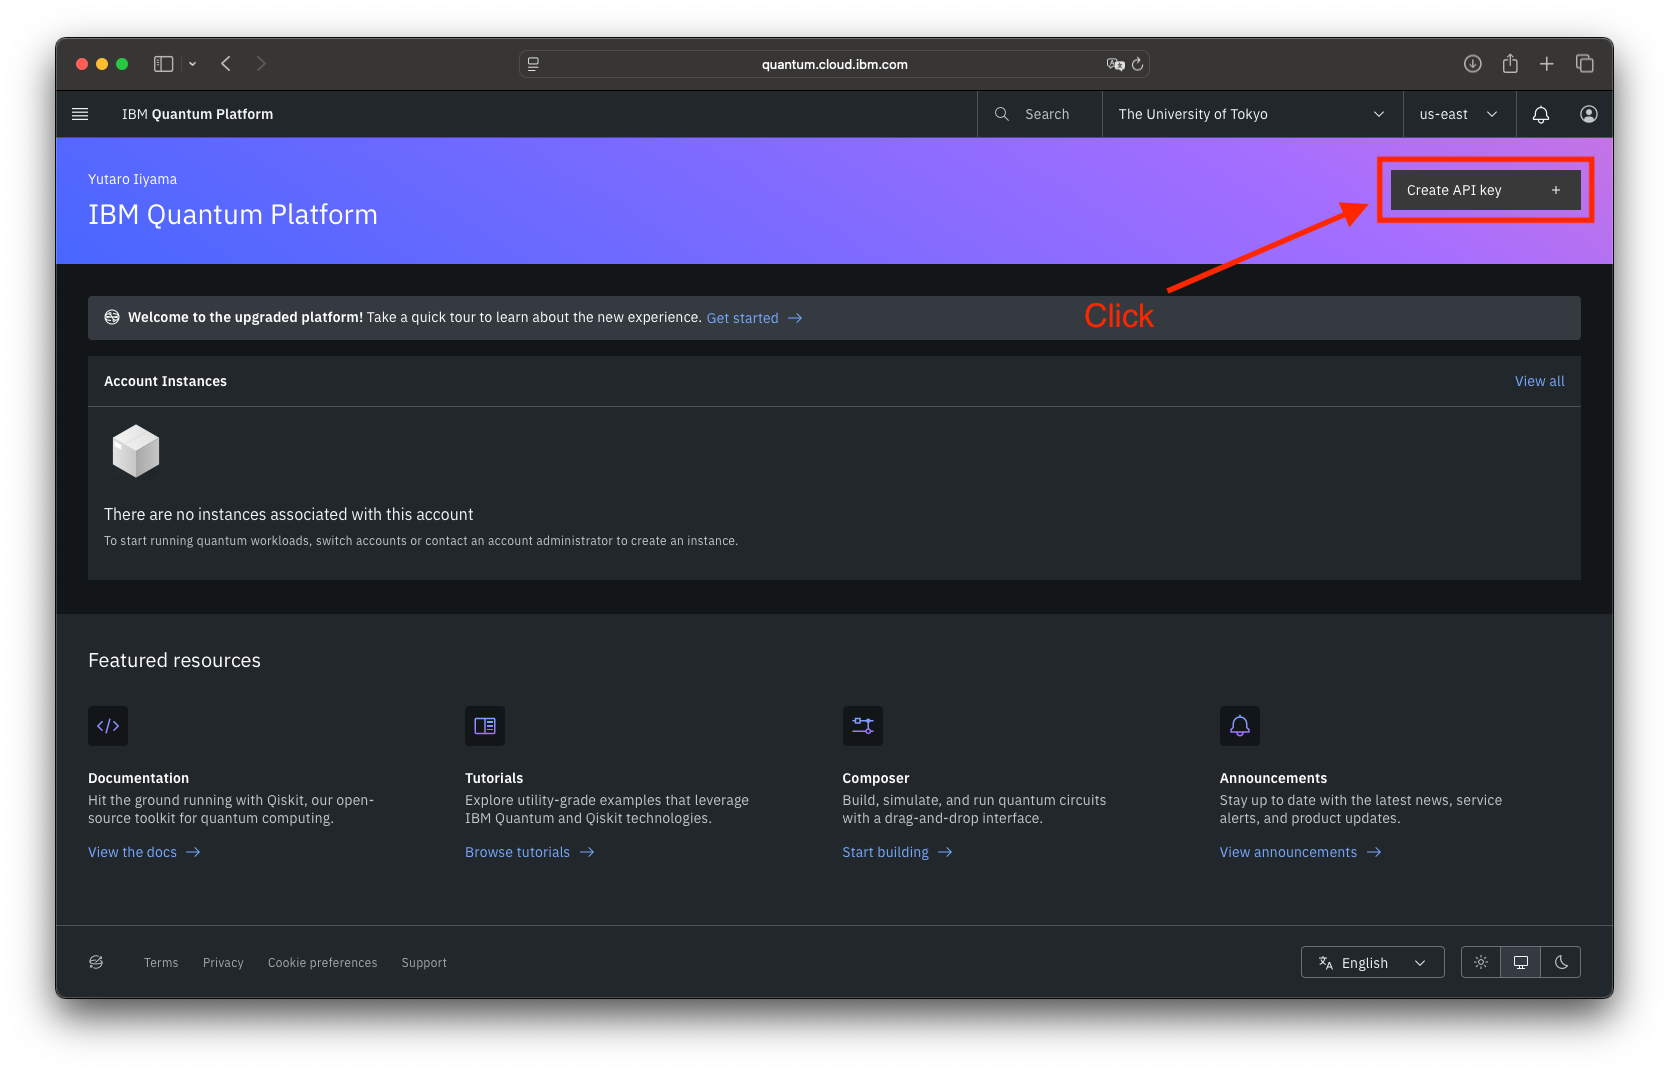 quantum.cloud.ibm.com
IBM Quantum Platform
Search
The University of Tokyo
us-east
Yutaro Iiyama
IBM Quantum Platform
Create API key
Click
Welcome to the upgraded platform! Take a quick tour to learn about the new experience. Get started
Account Instances
View all
There are no instances associated with this account
To start running quantum workloads, switch accounts or contact an account administrator to create an instance.
Featured resources
Documentation
Hit the ground running with Qiskit, our open-
source toolkit for quantum computing.
View the docs
Tutorials
Explore utility-grade examples that leverage
IBM Quantum and Qiskit technologies.
Browse tutorials
Composer
Build, simulate, and run quantum circuits
with a drag-and-drop interface.
Start building
Announcements
Stay up to date with the latest news, service
alerts, and product updates.
View announcements
Terms
Privacy
Cookie preferences
Support
English